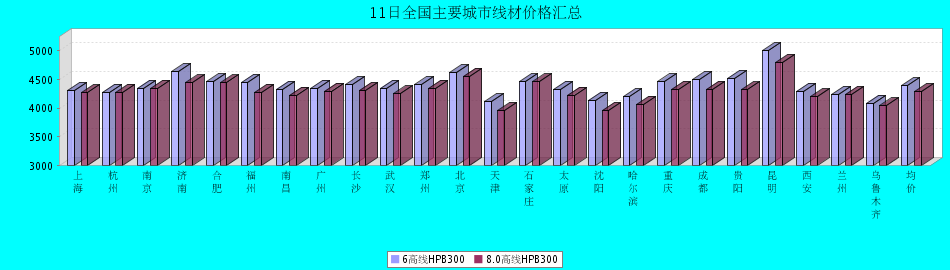 11日全国主要城市线材价格汇总
5000
4500
4000
3500
3000
上海 杭州 南京 济南 合肥 福州 南昌 广州 长沙 武汉 郑州 北京 天津 石家庄 太原 沈阳 哈尔滨 重庆 成都 贵阳 昆明 西安 兰州 乌鲁木齐 均价
6高线HPB300 8.0高线HPB300